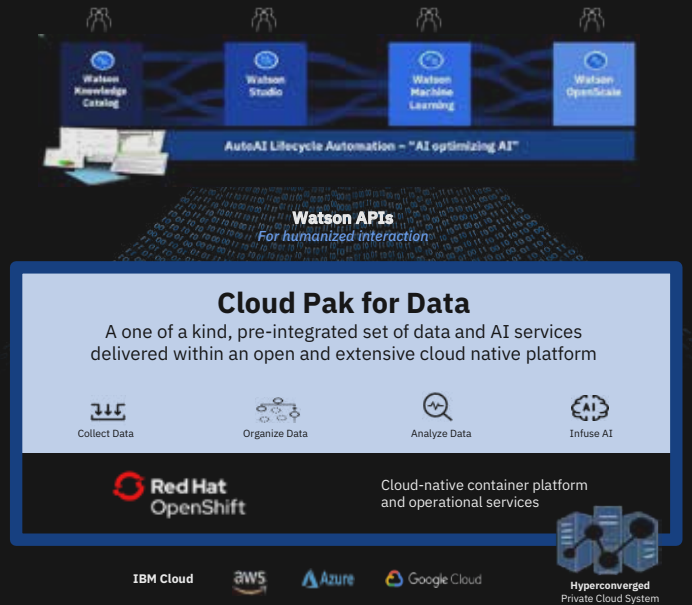 Watson
Knowledge
Catalog
Watson
Studio
Watson
Machine
Learning
Watson
OpenScale
AutoAI Lifecycle Automation – "AI optimizing AI"
Watson APIs
For humanized interaction
Cloud Pak for Data
A one of a kind, pre-integrated set of data and AI services
delivered within an open and extensive cloud native platform
AI
Collect Data
Organize Data
Analyze Data
Infuse AI
Red Hat
OpenShift
Cloud-native container platform
and operational services
IBM Cloud
aws
Azure
Google Cloud
Hyperconverged
Private Cloud System